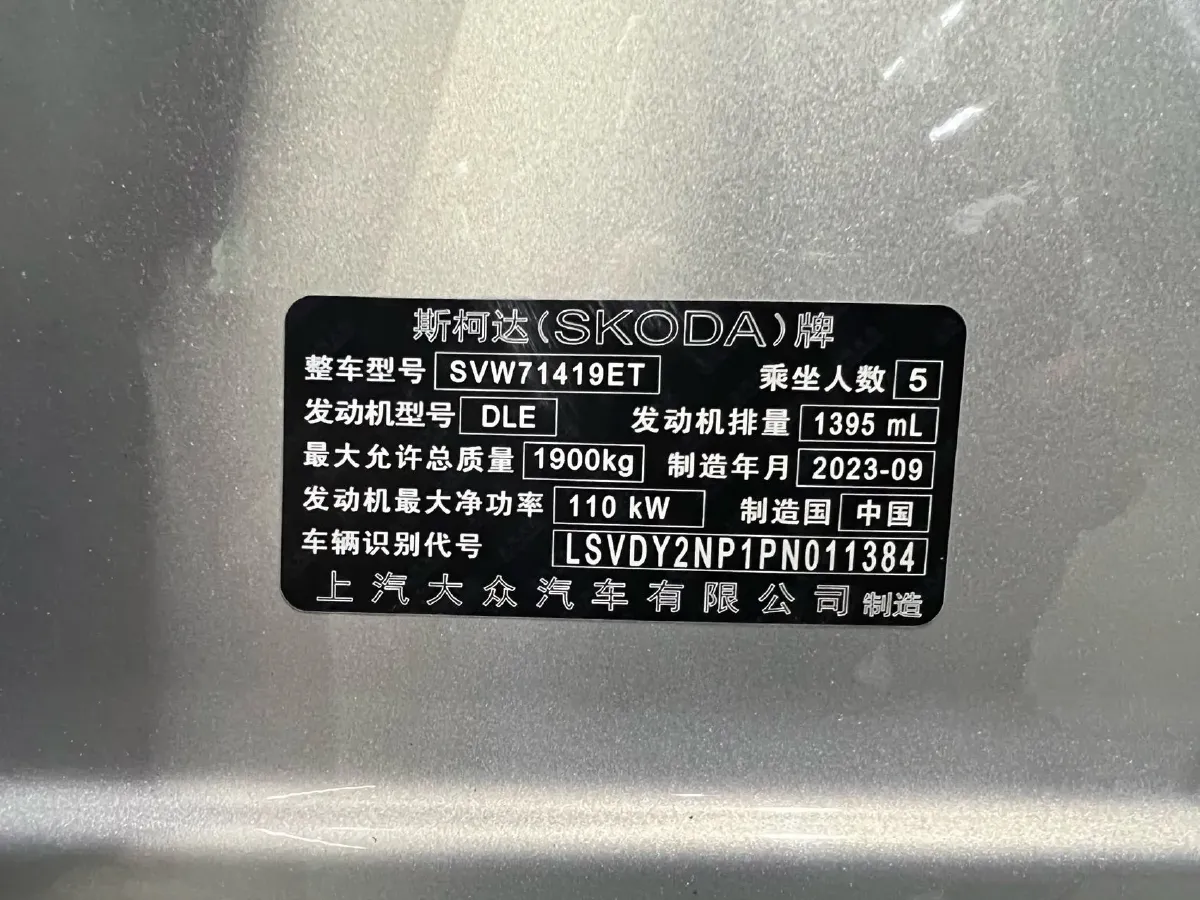 斯柯达(SKODA)牌
整车型号 SVW71419ET 乘坐人数 5
发动机型号 DLE 发动机排量 1395 mL
最大允许总质量 1900kg 制造年月 2023-09
发动机最大净功率 110 kW 制造国 中国
车辆识别代号 LSVDY2NP1PN011384
上汽大众汽车有限公司 制造